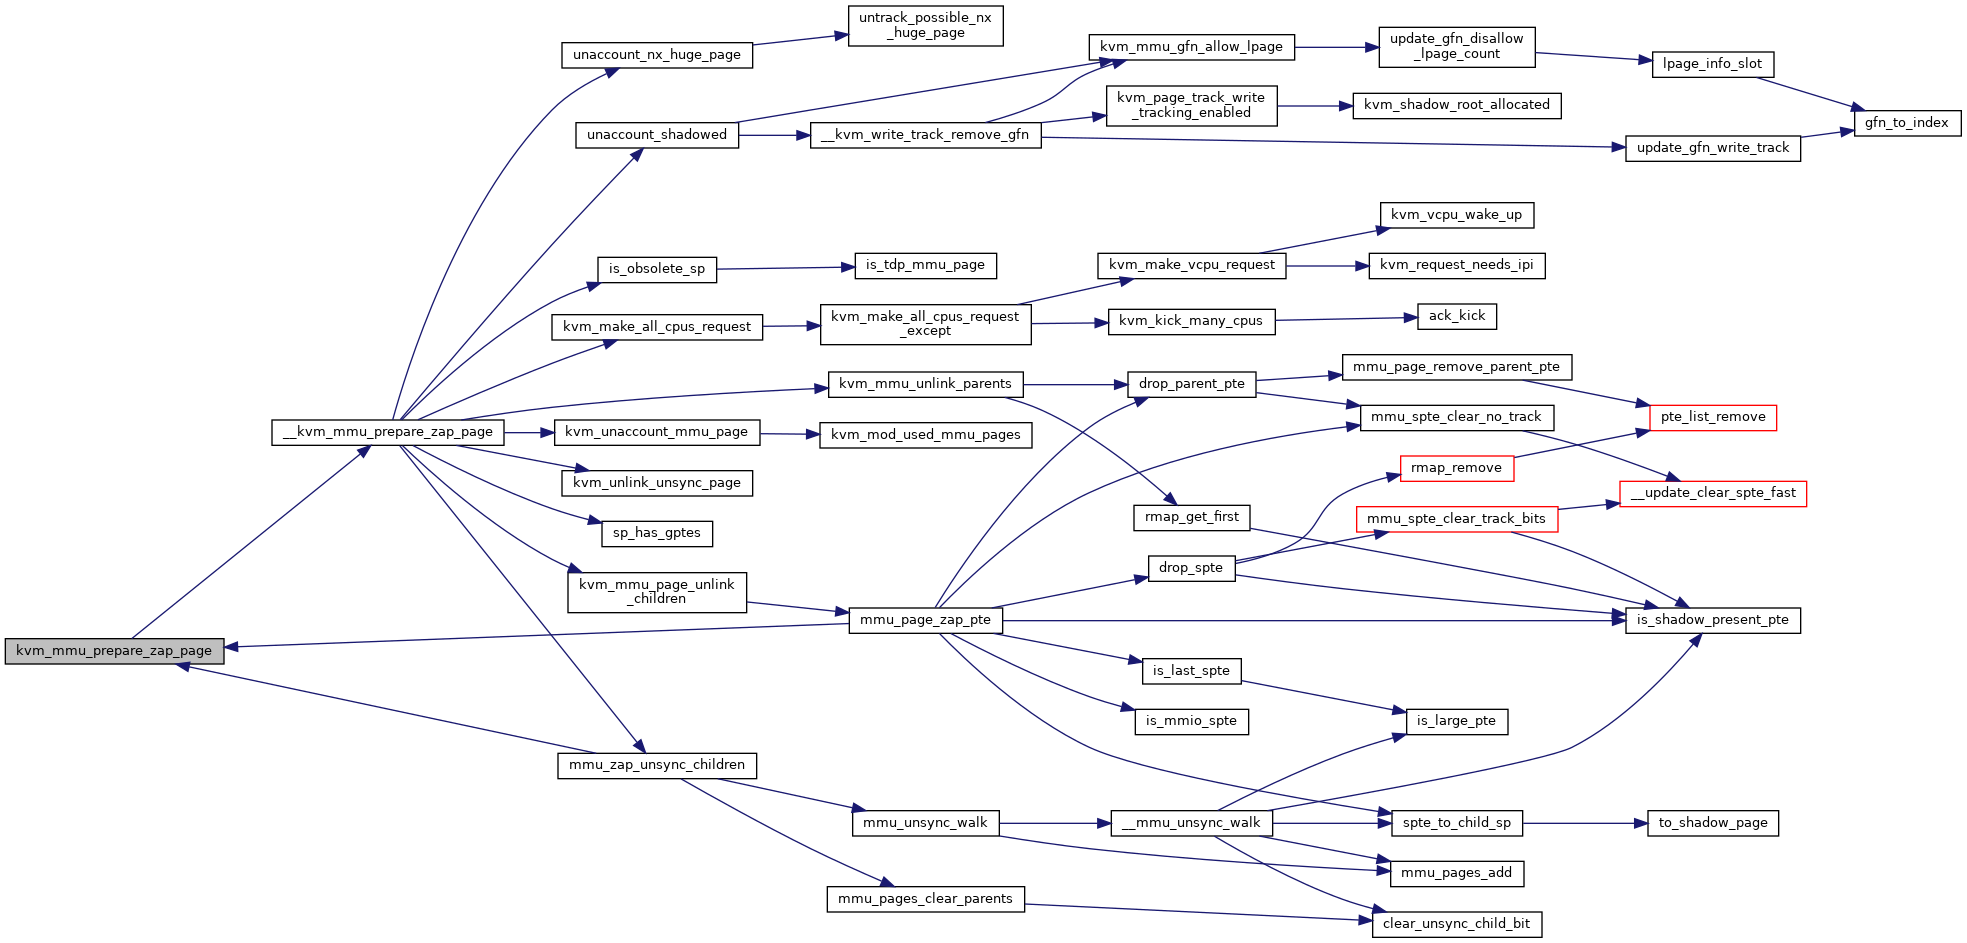 untrack_possible_nx
_huge_page
unaccount_nx_huge_page
kvm_mmu_gfn_allow_lpage
update_gfn_disallow
_lpage_count
lpage_info_slot
kvm_page_track_write
_tracking_enabled
kvm_shadow_root_allocated
gfn_to_index
unaccount_shadowed
__kvm_write_track_remove_gfn
update_gfn_write_track
kvm_vcpu_wake_up
is_obsolete_sp
is_tdp_mmu_page
kvm_make_vcpu_request
kvm_request_needs_ipi
kvm_make_all_cpus_request
kvm_make_all_cpus_request
_except
kvm_kick_many_cpus
ack_kick
kvm_mmu_unlink_parents
drop_parent_pte
mmu_page_remove_parent_pte
mmu_spte_clear_no_track
pte_list_remove
__kvm_mmu_prepare_zap_page
kvm_unaccount_mmu_page
kvm_mod_used_mmu_pages
rmap_remove
kvm_unlink_unsync_page
__update_clear_spte_fast
rmap_get_first
mmu_spte_clear_track_bits
sp_has_gptes
drop_spte
kvm_mmu_page_unlink
_children
mmu_page_zap_pte
is_shadow_present_pte
kvm_mmu_prepare_zap_page
is_last_spte
is_mmio_spte
is_large_pte
mmu_zap_unsync_children
mmu_unsync_walk
__mmu_unsync_walk
spte_to_child_sp
to_shadow_page
mmu_pages_add
mmu_pages_clear_parents
clear_unsync_child_bit